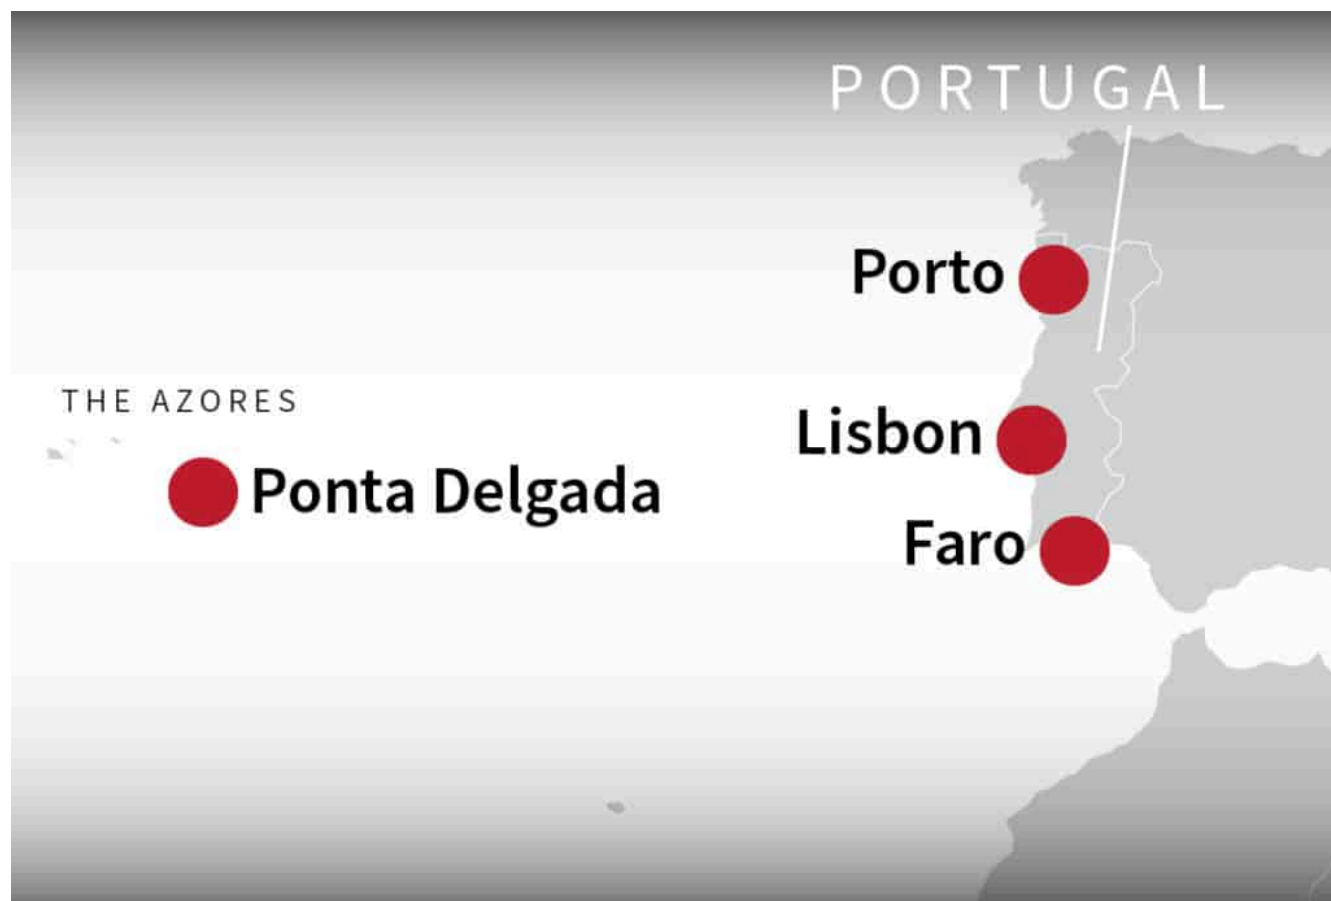 PORTUGAL
Porto
THE AZORES
Lisbon
Ponta Delgada
Faro